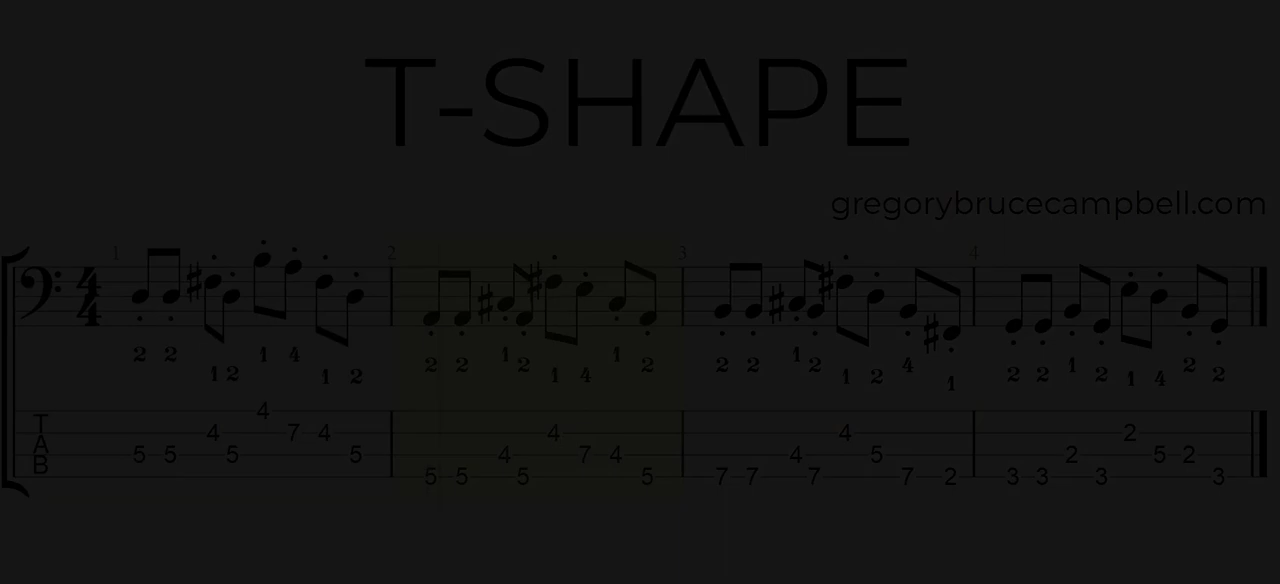 T-SHAPE
gregorybrucecampbell.com
1 2 3 4
4 4
2 2 1 2 1 4 1 2 2 2 1 2 1 4 1 2 2 2 1 2 1 2 4 1 2 2 1 2 1 4 2 2
T 4
4 7 4 4 4 2
A 5 5 5 5 4 7 4 4 5 2 5 2
B 5 5 5 5 7 7 7 7 2 3 3 3 3